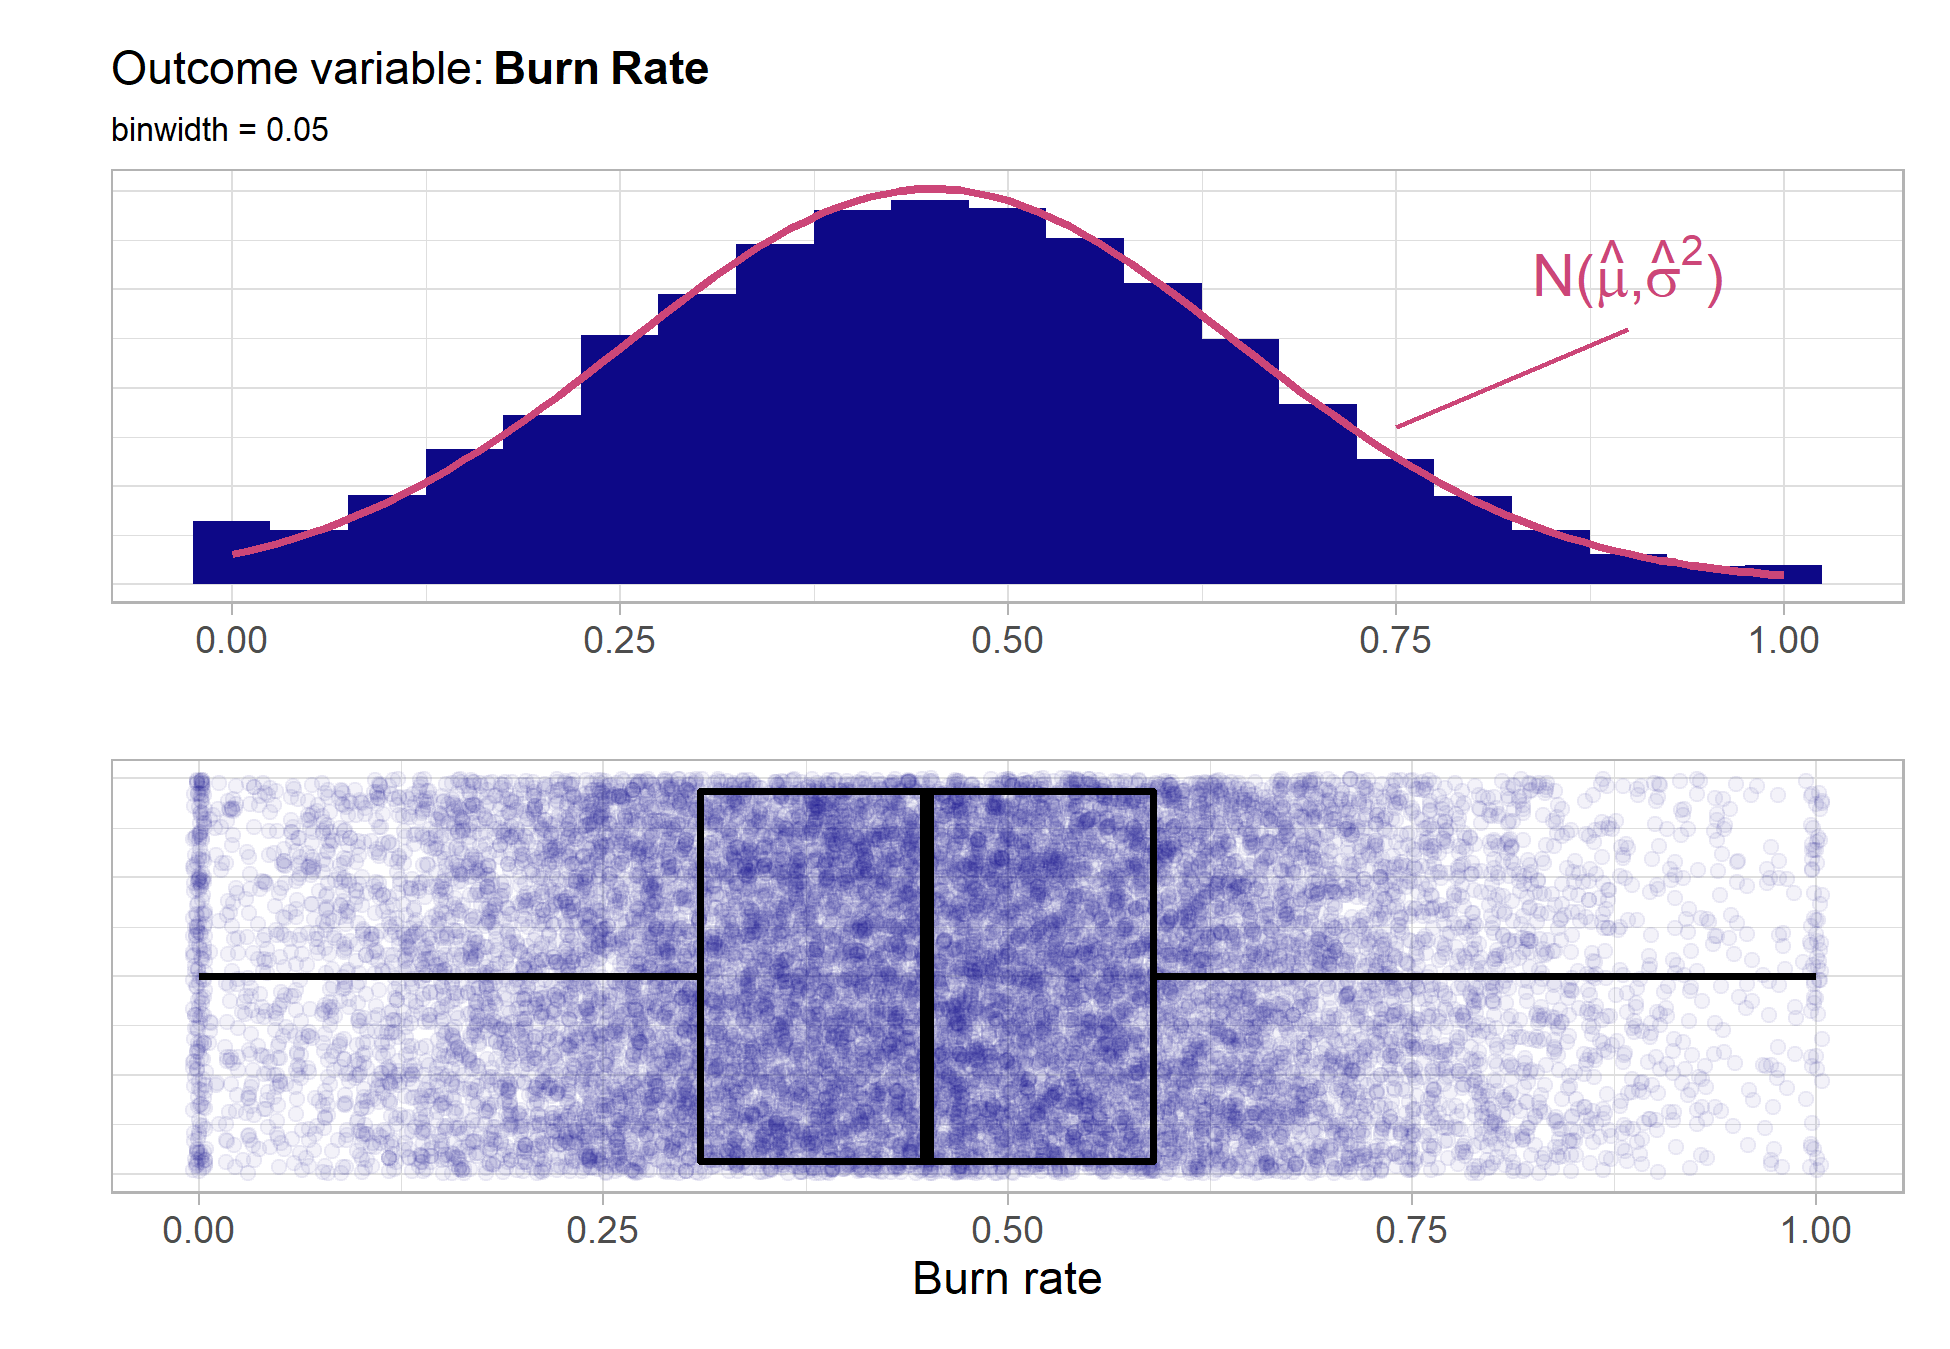 Outcome variable: Burn Rate
binwidth = 0.05
N(μ̂,σ̂²)
0.00 0.25 0.50 0.75 1.00
0.00 0.25 0.50 0.75 1.00
Burn rate